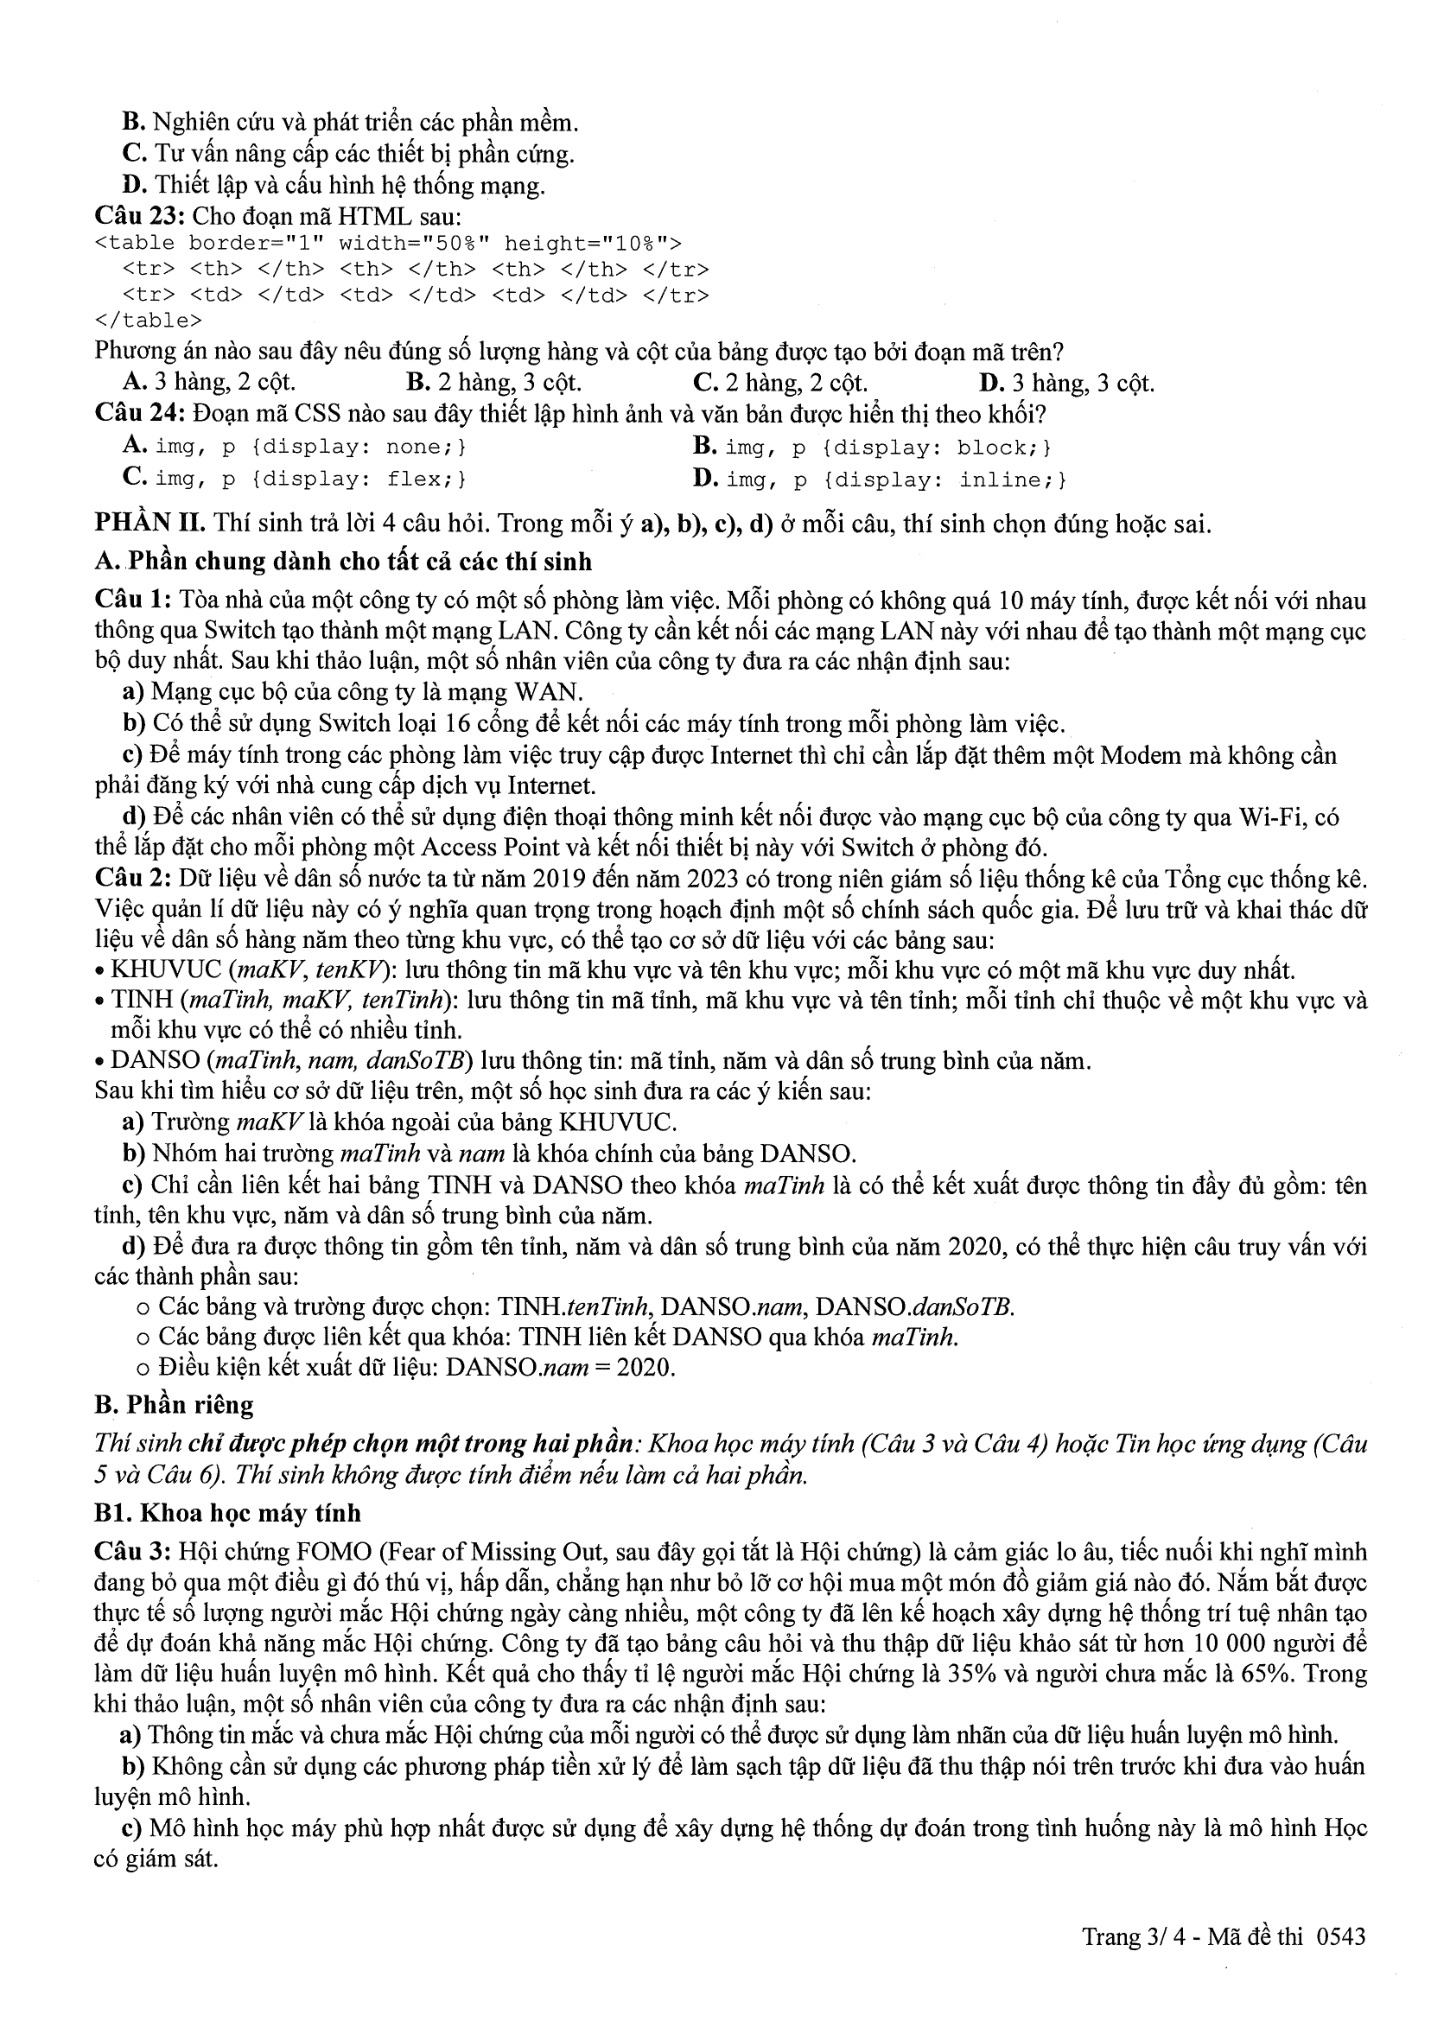 B. Nghiên cứu và phát triển các phần mềm.
C. Tư vấn nâng cấp các thiết bị phần cứng.
D. Thiết lập và cấu hình hệ thống mạng.
Câu 23: Cho đoạn mã HTML sau:
<table border="1" width="50%" height="10%">
<tr> <th> </th> <th> </th> <th> </th> </tr>
<tr> <td> </td> <td> </td> <td> </td> </tr>
</table>
Phương án nào sau đây nêu đúng số lượng hàng và cột của bảng được tạo bởi đoạn mã trên?
A. 3 hàng, 2 cột. B. 2 hàng, 3 cột. C. 2 hàng, 2 cột. D. 3 hàng, 3 cột.
Câu 24: Đoạn mã CSS nào sau đây thiết lập hình ảnh và văn bản được hiển thị theo khối?
A. img, p {display: none;} B. img, p {display: block;}
C. img, p {display: flex;} D. img, p {display: inline;}
PHẦN II. Thí sinh trả lời 4 câu hỏi. Trong mỗi ý a), b), c), d) ở mỗi câu, thí sinh chọn đúng hoặc sai.
A. Phần chung dành cho tất cả các thí sinh
Câu 1: Tòa nhà của một công ty có một số phòng làm việc. Mỗi phòng có không quá 10 máy tính, được kết nối với nhau
thông qua Switch tạo thành một mạng LAN. Công ty cần kết nối các mạng LAN này với nhau để tạo thành một mạng cục
bộ duy nhất. Sau khi thảo luận, một số nhân viên của công ty đưa ra các nhận định sau:
a) Mạng cục bộ của công ty là mạng WAN.
b) Có thể sử dụng Switch loại 16 cổng để kết nối các máy tính trong mỗi phòng làm việc.
c) Để máy tính trong các phòng làm việc truy cập được Internet thì chỉ cần lắp đặt thêm một Modem mà không cần
phải đăng ký với nhà cung cấp dịch vụ Internet.
d) Để các nhân viên có thể sử dụng điện thoại thông minh kết nối được vào mạng cục bộ của công ty qua Wi-Fi, có
thể lắp đặt cho mỗi phòng một Access Point và kết nối thiết bị này với Switch ở phòng đó.
Câu 2: Dữ liệu về dân số nước ta từ năm 2019 đến năm 2023 có trong niên giám số liệu thống kê của Tổng cục thống kê.
Việc quản lí dữ liệu này có ý nghĩa quan trọng trong hoạch định một số chính sách quốc gia. Để lưu trữ và khai thác dữ
liệu về dân số hàng năm theo từng khu vực, có thể tạo cơ sở dữ liệu với các bảng sau:
• KHUVUC (maKV, tenKV): lưu thông tin mã khu vực và tên khu vực; mỗi khu vực có một mã khu vực duy nhất.
• TINH (maTinh, maKV, tenTinh): lưu thông tin mã tỉnh, mã khu vực và tên tỉnh; mỗi tỉnh chỉ thuộc về một khu vực và
mỗi khu vực có thể có nhiều tỉnh.
• DANSO (maTinh, nam, danSoTB) lưu thông tin: mã tỉnh, năm và dân số trung bình của năm.
Sau khi tìm hiểu cơ sở dữ liệu trên, một số học sinh đưa ra các ý kiến sau:
a) Trường maKV là khóa ngoài của bảng KHUVUC.
b) Nhóm hai trường maTinh và nam là khóa chính của bảng DANSO.
c) Chỉ cần liên kết hai bảng TINH và DANSO theo khóa maTinh là có thể kết xuất được thông tin đầy đủ gồm: tên
tỉnh, tên khu vực, năm và dân số trung bình của năm.
d) Để đưa ra được thông tin gồm tên tỉnh, năm và dân số trung bình của năm 2020, có thể thực hiện câu truy vấn với
các thành phần sau:
○ Các bảng và trường được chọn: TINH.tenTinh, DANSO.nam, DANSO.danSoTB.
○ Các bảng được liên kết qua khóa: TINH liên kết DANSO qua khóa maTinh.
○ Điều kiện kết xuất dữ liệu: DANSO.nam = 2020.
B. Phần riêng
Thí sinh chỉ được phép chọn một trong hai phần: Khoa học máy tính (Câu 3 và Câu 4) hoặc Tin học ứng dụng (Câu
5 và Câu 6). Thí sinh không được tính điểm nếu làm cả hai phần.
B1. Khoa học máy tính
Câu 3: Hội chứng FOMO (Fear of Missing Out, sau đây gọi tắt là Hội chứng) là cảm giác lo âu, tiếc nuối khi nghĩ mình
đang bỏ qua một điều gì đó thú vị, hấp dẫn, chẳng hạn như bỏ lỡ cơ hội mua một món đồ giảm giá nào đó. Nắm bắt được
thực tế số lượng người mắc Hội chứng ngày càng nhiều, một công ty đã lên kế hoạch xây dựng hệ thống trí tuệ nhân tạo
để dự đoán khả năng mắc Hội chứng. Công ty đã tạo bảng câu hỏi và thu thập dữ liệu khảo sát từ hơn 10 000 người để
làm dữ liệu huấn luyện mô hình. Kết quả cho thấy tỉ lệ người mắc Hội chứng là 35% và người chưa mắc là 65%. Trong
khi thảo luận, một số nhân viên của công ty đưa ra các nhận định sau:
a) Thông tin mắc và chưa mắc Hội chứng của mỗi người có thể được sử dụng làm nhãn của dữ liệu huấn luyện mô hình.
b) Không cần sử dụng các phương pháp tiền xử lý để làm sạch tập dữ liệu đã thu thập nói trên trước khi đưa vào huấn
luyện mô hình.
c) Mô hình học máy phù hợp nhất được sử dụng để xây dựng hệ thống dự đoán trong tình huống này là mô hình Học
có giám sát.
Trang 3/ 4 - Mã đề thi 0543